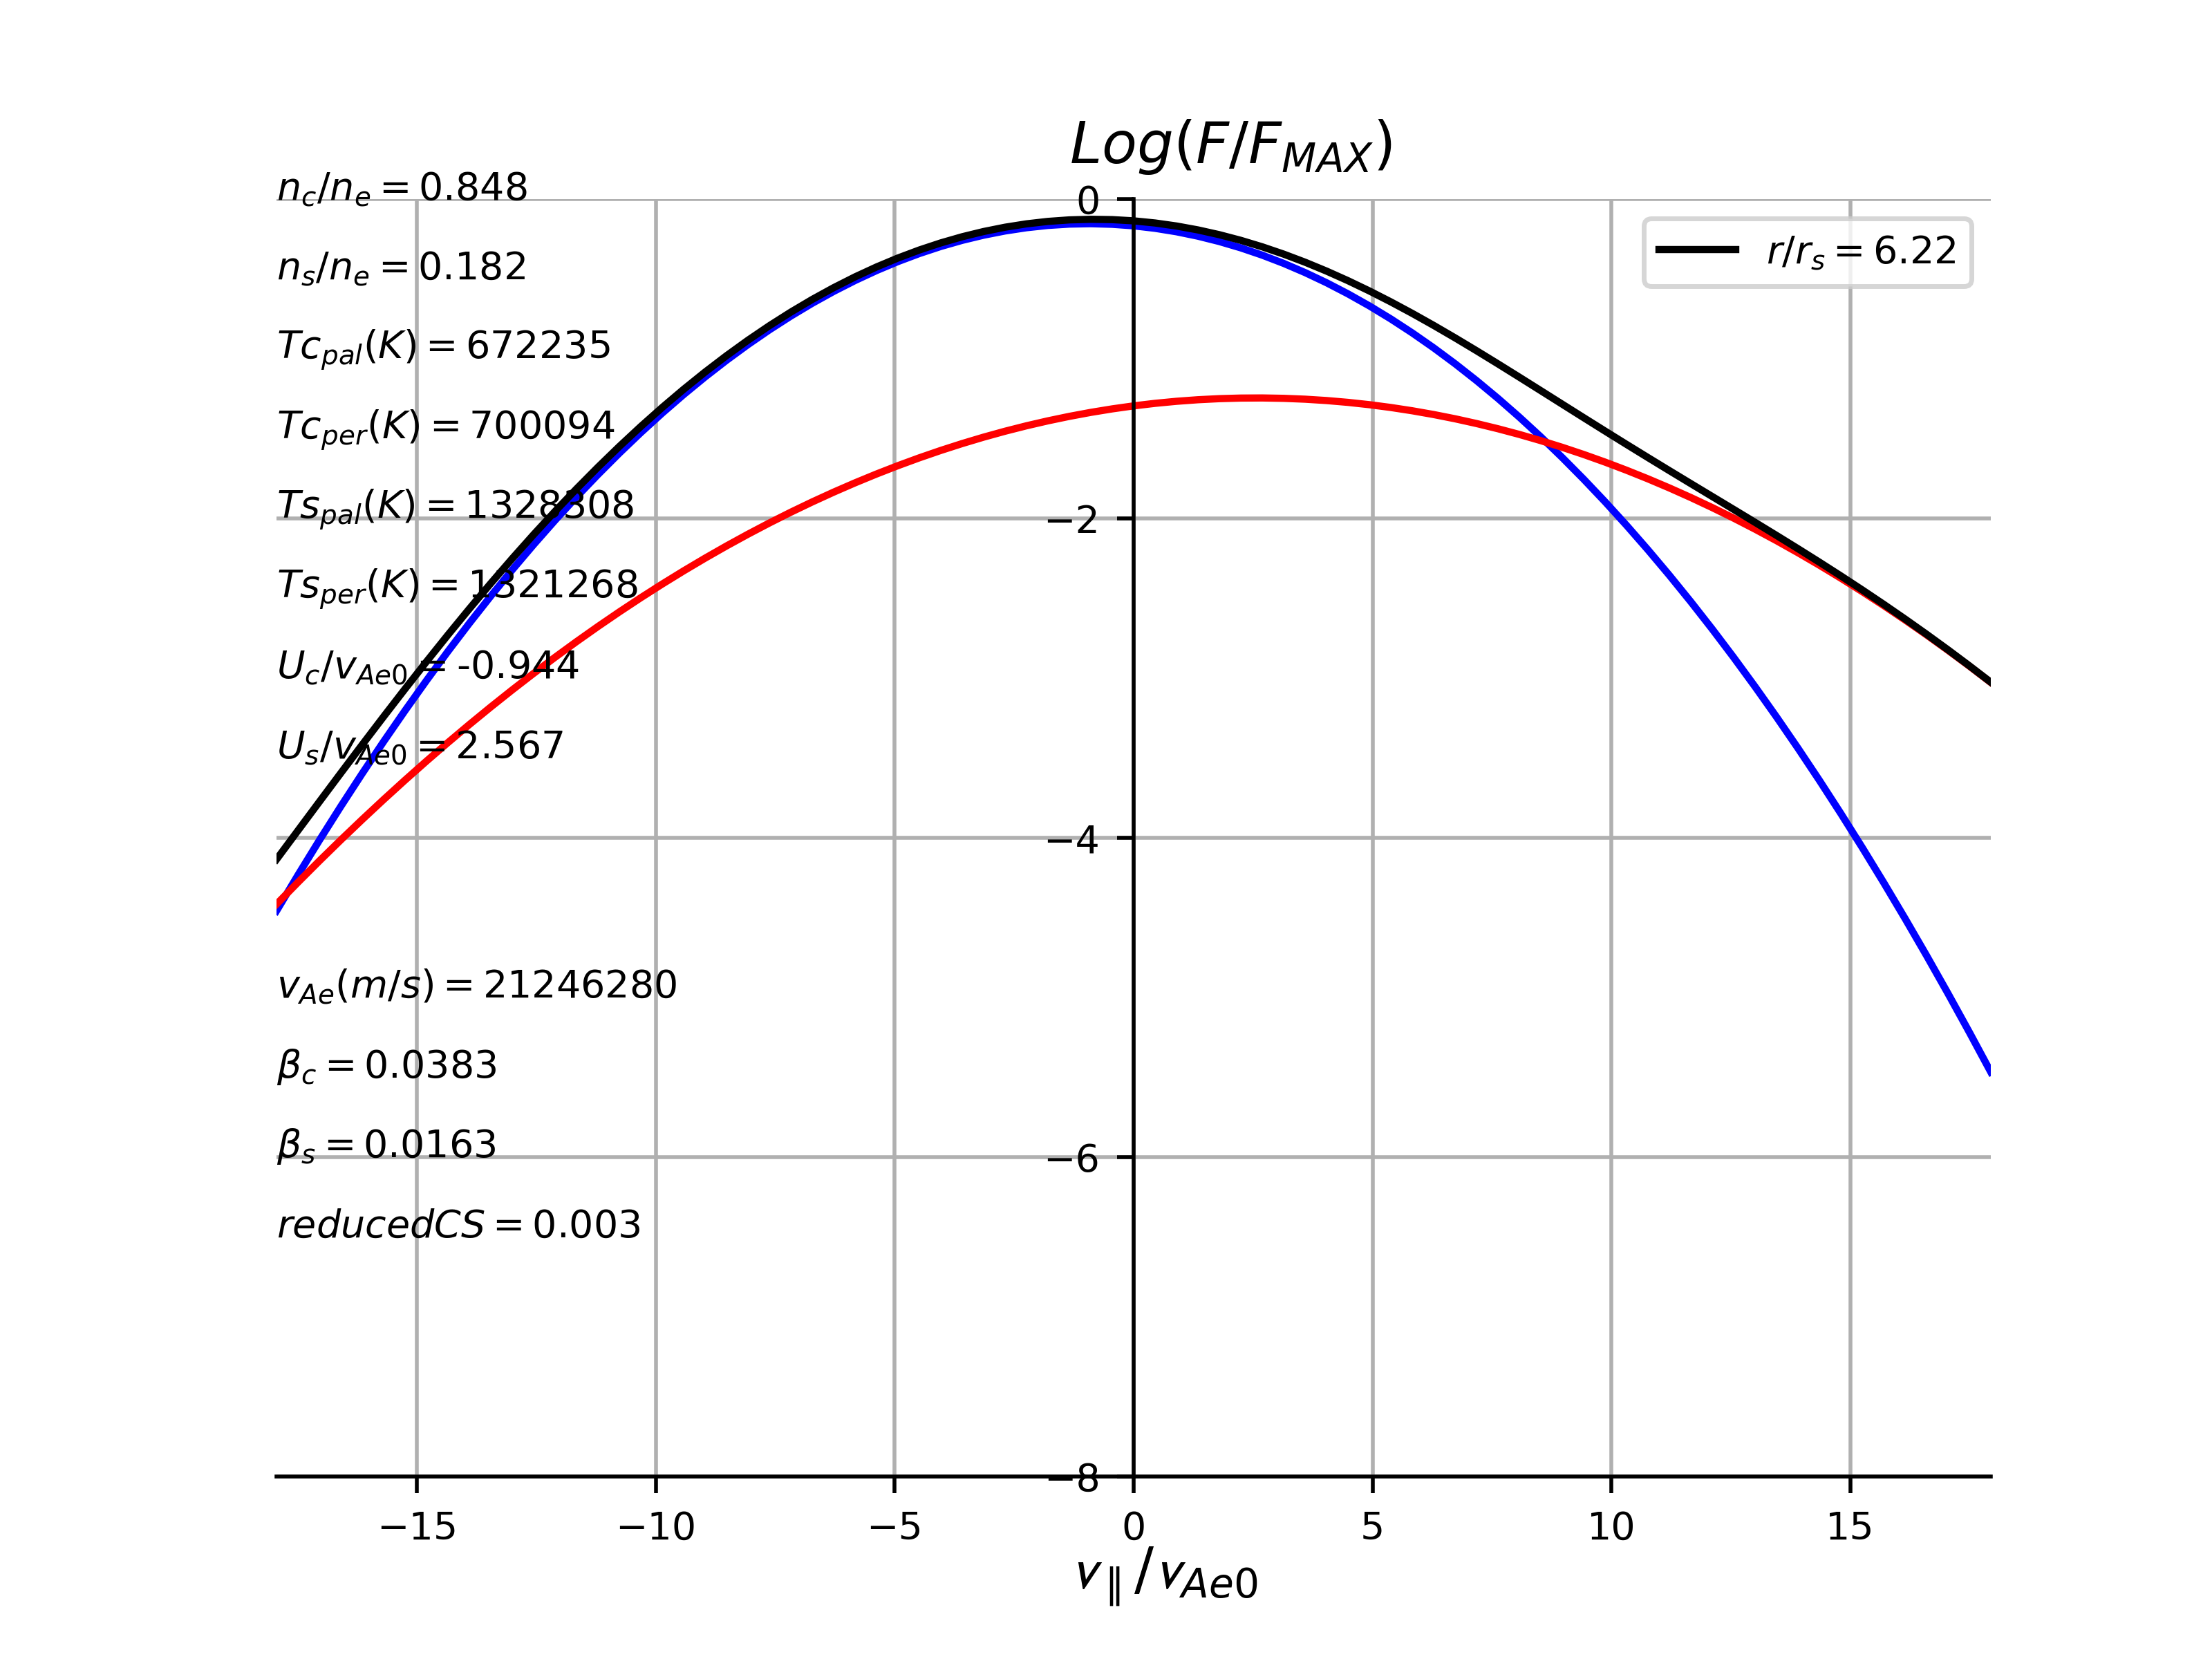 Log(F/F_MAX)
n_c/n_e = 0.848
0
r/r_s = 6.22
n_s/n_e = 0.182
Tc_pal(K) = 672235
Tc_per(K) = 700094
Ts_pal(K) = 1328308
−2
Ts_per(K) = 1321268
U_c/v_Ae0 = -0.944
U_s/v_Ae0 = 2.567
−4
v_Ae(m/s) = 21246280
β_c = 0.0383
β_s = 0.0163
−6
reducedCS = 0.003
−8
−15 −10 −5 0 5 10 15
v_∥/v_Ae0